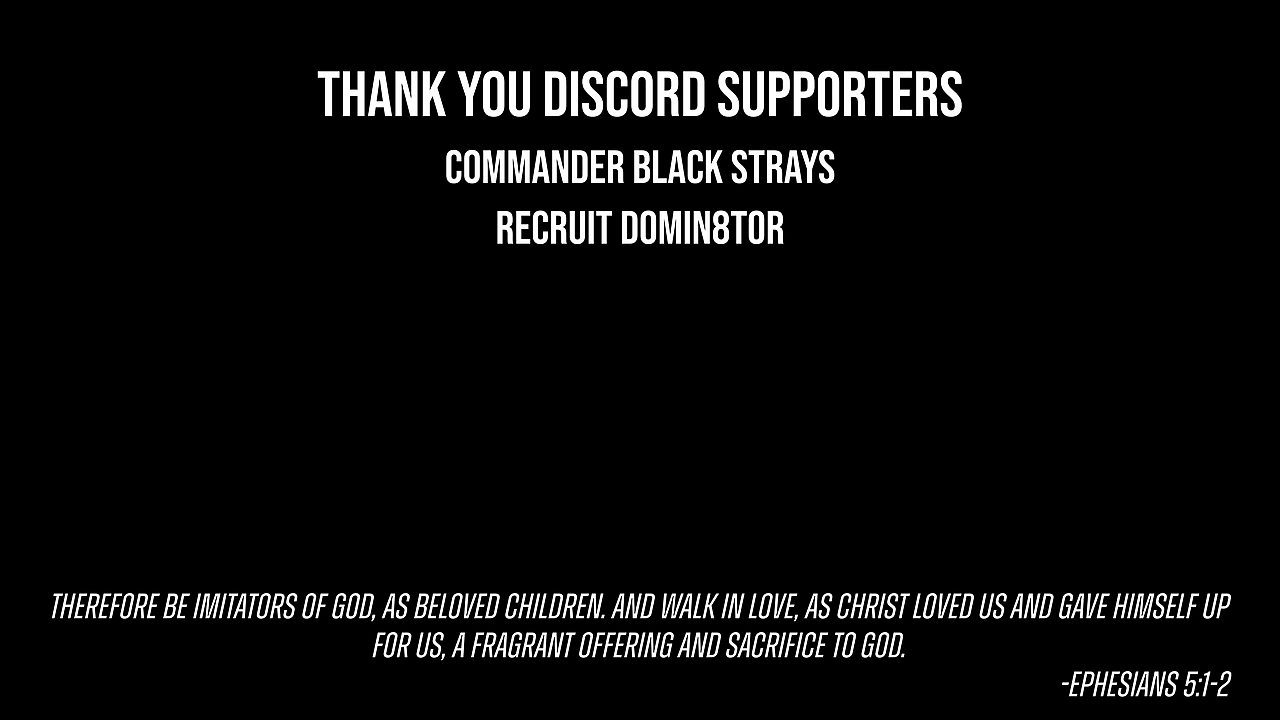 THANK YOU DISCORD SUPPORTERS
COMMANDER BLACK STRAYS
RECRUIT DOMIN8TOR
THEREFORE BE IMITATORS OF GOD, AS BELOVED CHILDREN. AND WALK IN LOVE, AS CHRIST LOVED US AND GAVE HIMSELF UP
FOR US, A FRAGRANT OFFERING AND SACRIFICE TO GOD.
-EPHESIANS 5:1-2